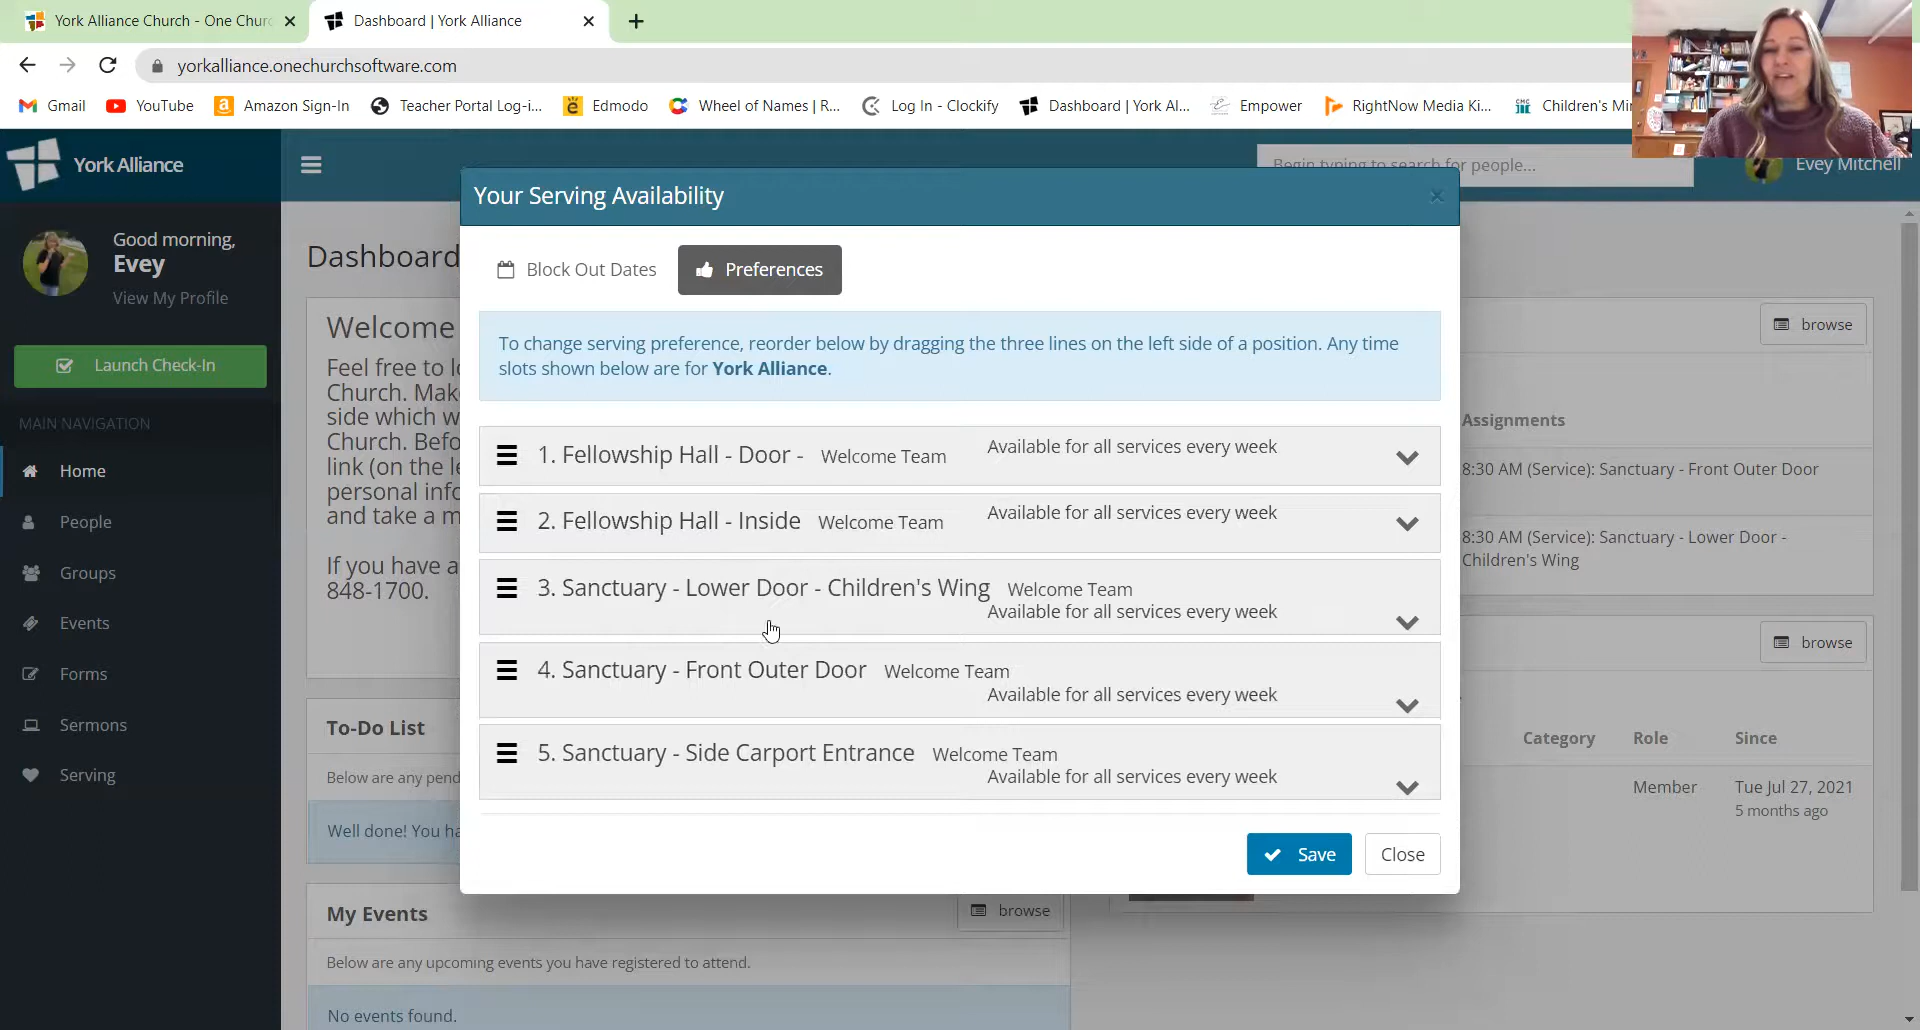 York Alliance Church - One Churc
Dashboard | York Alliance
yorkalliance.onechurchsoftware.com
Gmail
YouTube
Amazon Sign-In
Teacher Portal Log-i...
Edmodo
Wheel of Names | R...
Log In - Clockify
Dashboard | York Al...
Empower
RightNow Media Ki...
Children's Mi
York Alliance
Begin typing to search for people...
Evey Mitchell
Good morning,
Evey
View My Profile
Launch Check-In
MAIN NAVIGATION
Home
People
Groups
Events
Forms
Sermons
Serving
Dashboard
Welcome
Feel free to l
Church. Mak
side which w
Church. Befo
link (on the le
personal info
and take a m
If you have a
848-1700.
To-Do List
Below are any pend
Well done! You ha
My Events
browse
Below are any upcoming events you have registered to attend.
No events found.
Your Serving Availability
Block Out Dates
Preferences
To change serving preference, reorder below by dragging the three lines on the left side of a position. Any time
slots shown below are for York Alliance.
1. Fellowship Hall - Door - Welcome Team Available for all services every week
2. Fellowship Hall - Inside Welcome Team Available for all services every week
3. Sanctuary - Lower Door - Children's Wing Welcome Team
Available for all services every week
4. Sanctuary - Front Outer Door Welcome Team
Available for all services every week
5. Sanctuary - Side Carport Entrance Welcome Team
Available for all services every week
Save
Close
browse
Assignments
8:30 AM (Service): Sanctuary - Front Outer Door
8:30 AM (Service): Sanctuary - Lower Door -
Children's Wing
browse
Category Role Since
Member Tue Jul 27, 2021
5 months ago